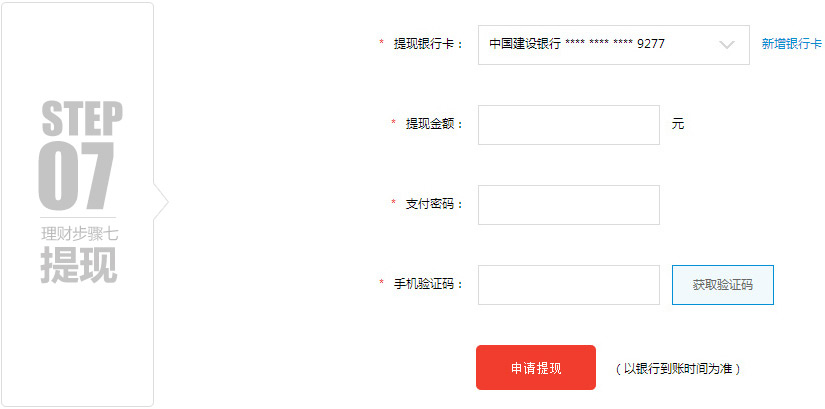 STEP
07
理财步骤七
提现
* 提现银行卡： 中国建设银行 **** **** **** 9277 新增银行卡
* 提现金额： 元
* 支付密码：
* 手机验证码： 获取验证码
申请提现 （以银行到账时间为准）